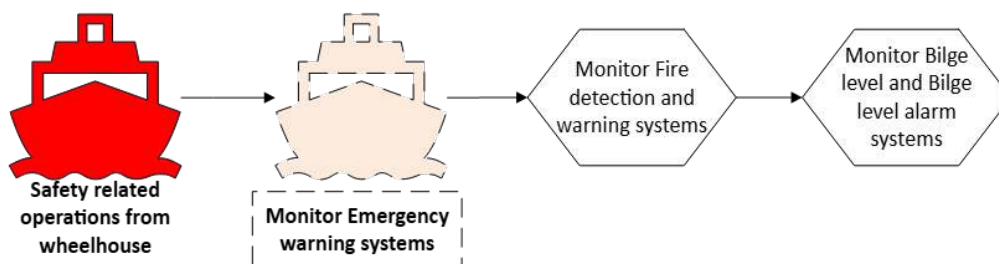 Safety related
operations from
wheelhouse
Monitor Emergency
warning systems
Monitor Fire
detection and
warning systems
Monitor Bilge
level and Bilge
level alarm
systems